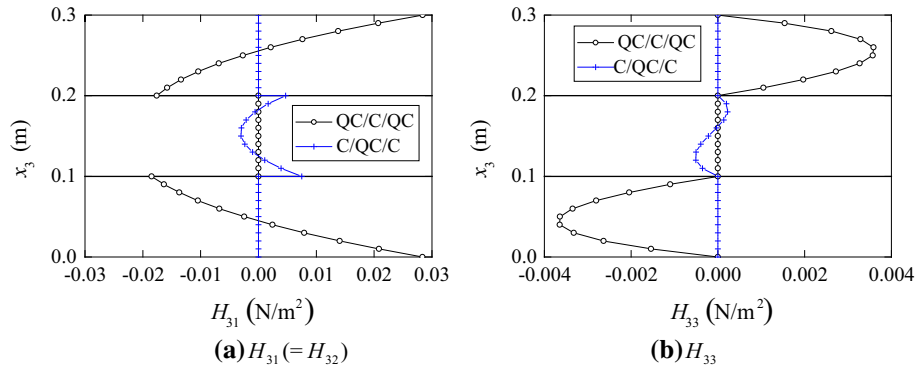 0.3
0.2
0.1
0.0
x₃ (m)
QC/C/QC
C/QC/C
-0.03 -0.02 -0.01 0.00 0.01 0.02 0.03
H₃₁ (N/m²)
(a) H₃₁(= H₃₂)
0.3
0.2
0.1
0.0
x₃ (m)
QC/C/QC
C/QC/C
-0.004 -0.002 0.000 0.002 0.004
H₃₃ (N/m²)
(b) H₃₃